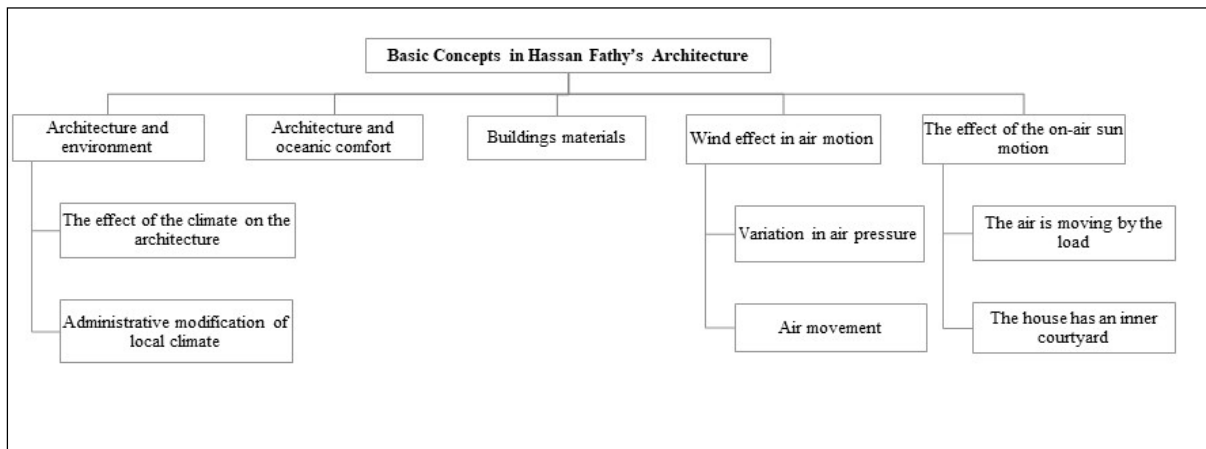 Basic Concepts in Hassan Fathy's Architecture
Architecture and
environment
Architecture and
oceanic comfort
Buildings materials
Wind effect in air motion
The effect of the on-air sun
motion
The effect of the climate on the
architecture
Administrative modification of
local climate
Variation in air pressure
Air movement
The air is moving by the
load
The house has an inner
courtyard